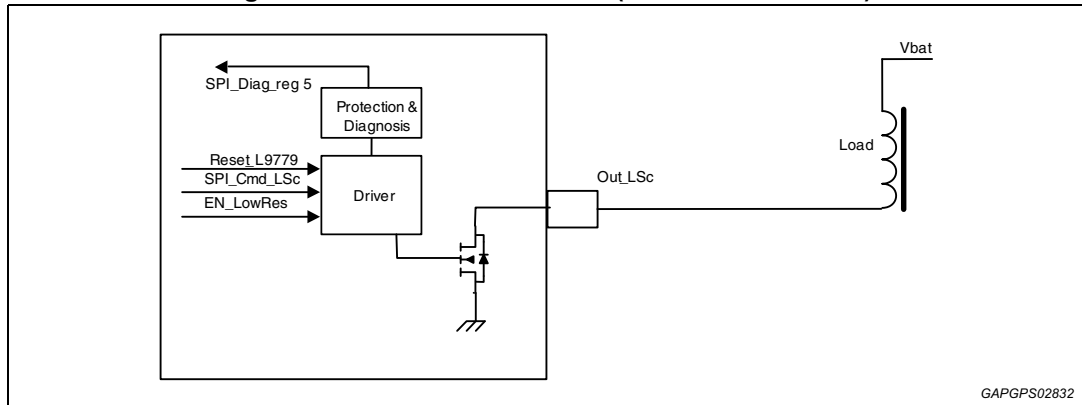 Vbat
SPI_Diag_reg 5
Protection &
Diagnosis
Load
Reset_L9779
SPI_Cmd_LSc
EN_LowRes
Driver
Out_LSc
GAPGPS02832